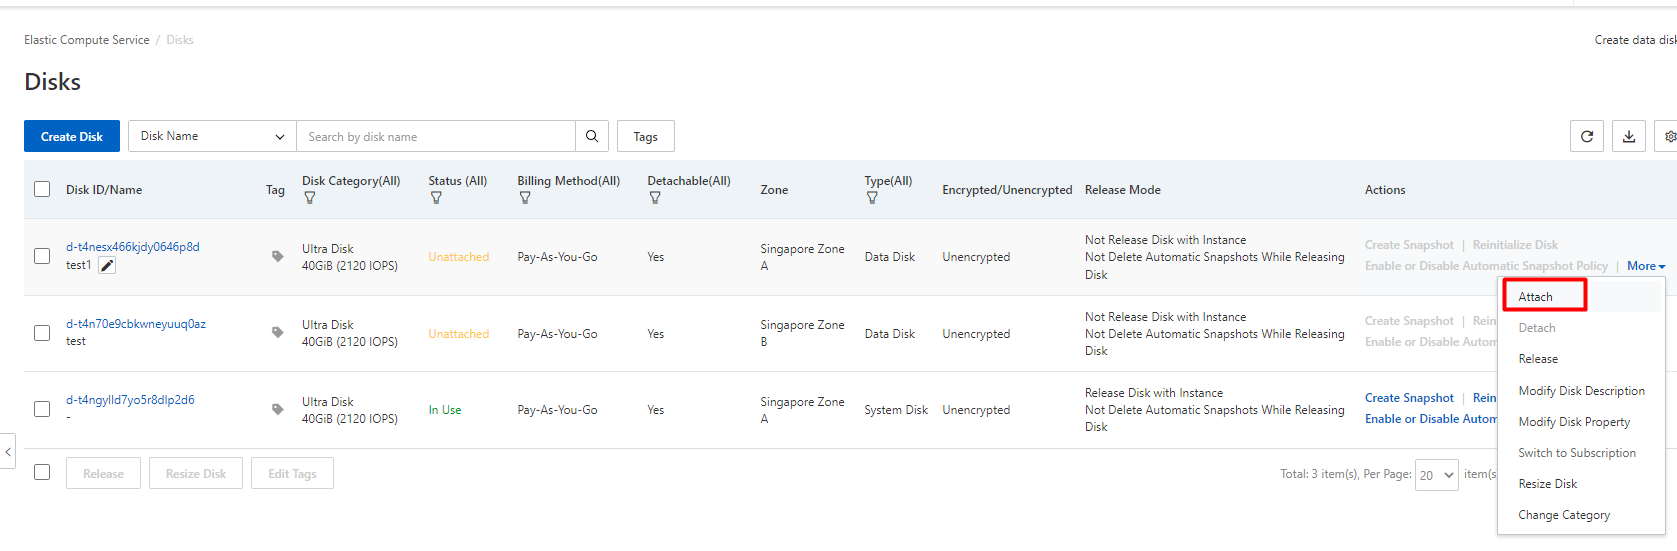 Elastic Compute Service / Disks
Create data disk
Disks
Create Disk
Disk Name
Search by disk name
Tags
Disk ID/Name
Tag
Disk Category(All)
Status (All)
Billing Method(All)
Detachable(All)
Zone
Type(All)
Encrypted/Unencrypted
Release Mode
Actions
d-t4nesx466kjdy0646p8d
test1
Ultra Disk
40GiB (2120 IOPS)
Unattached
Pay-As-You-Go
Yes
Singapore Zone
A
Data Disk
Unencrypted
Not Release Disk with Instance
Not Delete Automatic Snapshots While Releasing
Disk
Create Snapshot | Reinitialize Disk
Enable or Disable Automatic Snapshot Policy | More
d-t4n70e9cbkwneyuuq0az
test
Ultra Disk
40GiB (2120 IOPS)
Unattached
Pay-As-You-Go
Yes
Singapore Zone
B
Data Disk
Unencrypted
Not Release Disk with Instance
Not Delete Automatic Snapshots While Releasing
Disk
Create Snapshot | Rein
Enable or Disable Autom
d-t4ngylld7yo5r8dlp2d6
-
Ultra Disk
40GiB (2120 IOPS)
In Use
Pay-As-You-Go
Yes
Singapore Zone
A
System Disk
Unencrypted
Release Disk with Instance
Not Delete Automatic Snapshots While Releasing
Disk
Create Snapshot | Rein
Enable or Disable Autom
Attach
Detach
Release
Modify Disk Description
Modify Disk Property
Switch to Subscription
Resize Disk
Change Category
Release
Resize Disk
Edit Tags
Total: 3 item(s), Per Page: 20 item(s